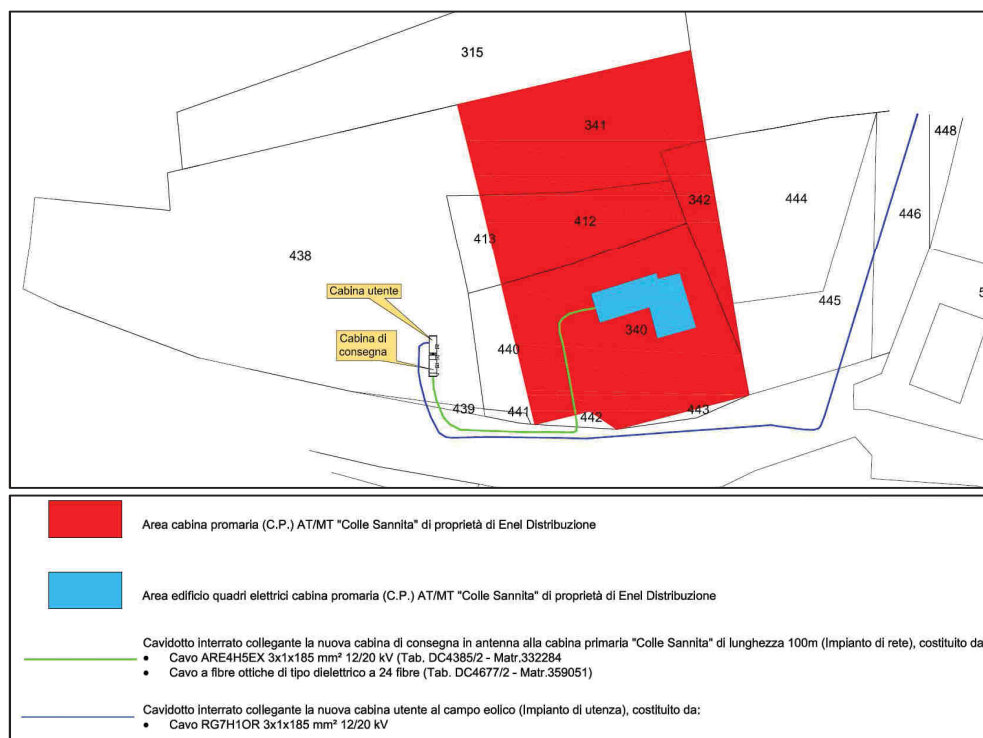 315
341
448
342
444
446
412
413
438
Cabina utente
445
Cabina di
consegna
340
440
439
441
442
443
Area cabina promaria (C.P.) AT/MT "Colle Sannita" di proprietà di Enel Distribuzione
Area edificio quadri elettrici cabina promaria (C.P.) AT/MT "Colle Sannita" di proprietà di Enel Distribuzione
Cavidotto interrato collegante la nuova cabina di consegna in antenna alla cabina primaria "Colle Sannita" di lunghezza 100m (Impianto di rete), costituito da
• Cavo ARE4H5EX 3x1x185 mm² 12/20 kV (Tab. DC4385/2 - Matr.332284
• Cavo a fibre ottiche di tipo dielettrico a 24 fibre (Tab. DC4677/2 - Matr.359051)
Cavidotto interrato collegante la nuova cabina utente al campo eolico (Impianto di utenza), costituito da:
• Cavo RG7H1OR 3x1x185 mm² 12/20 kV